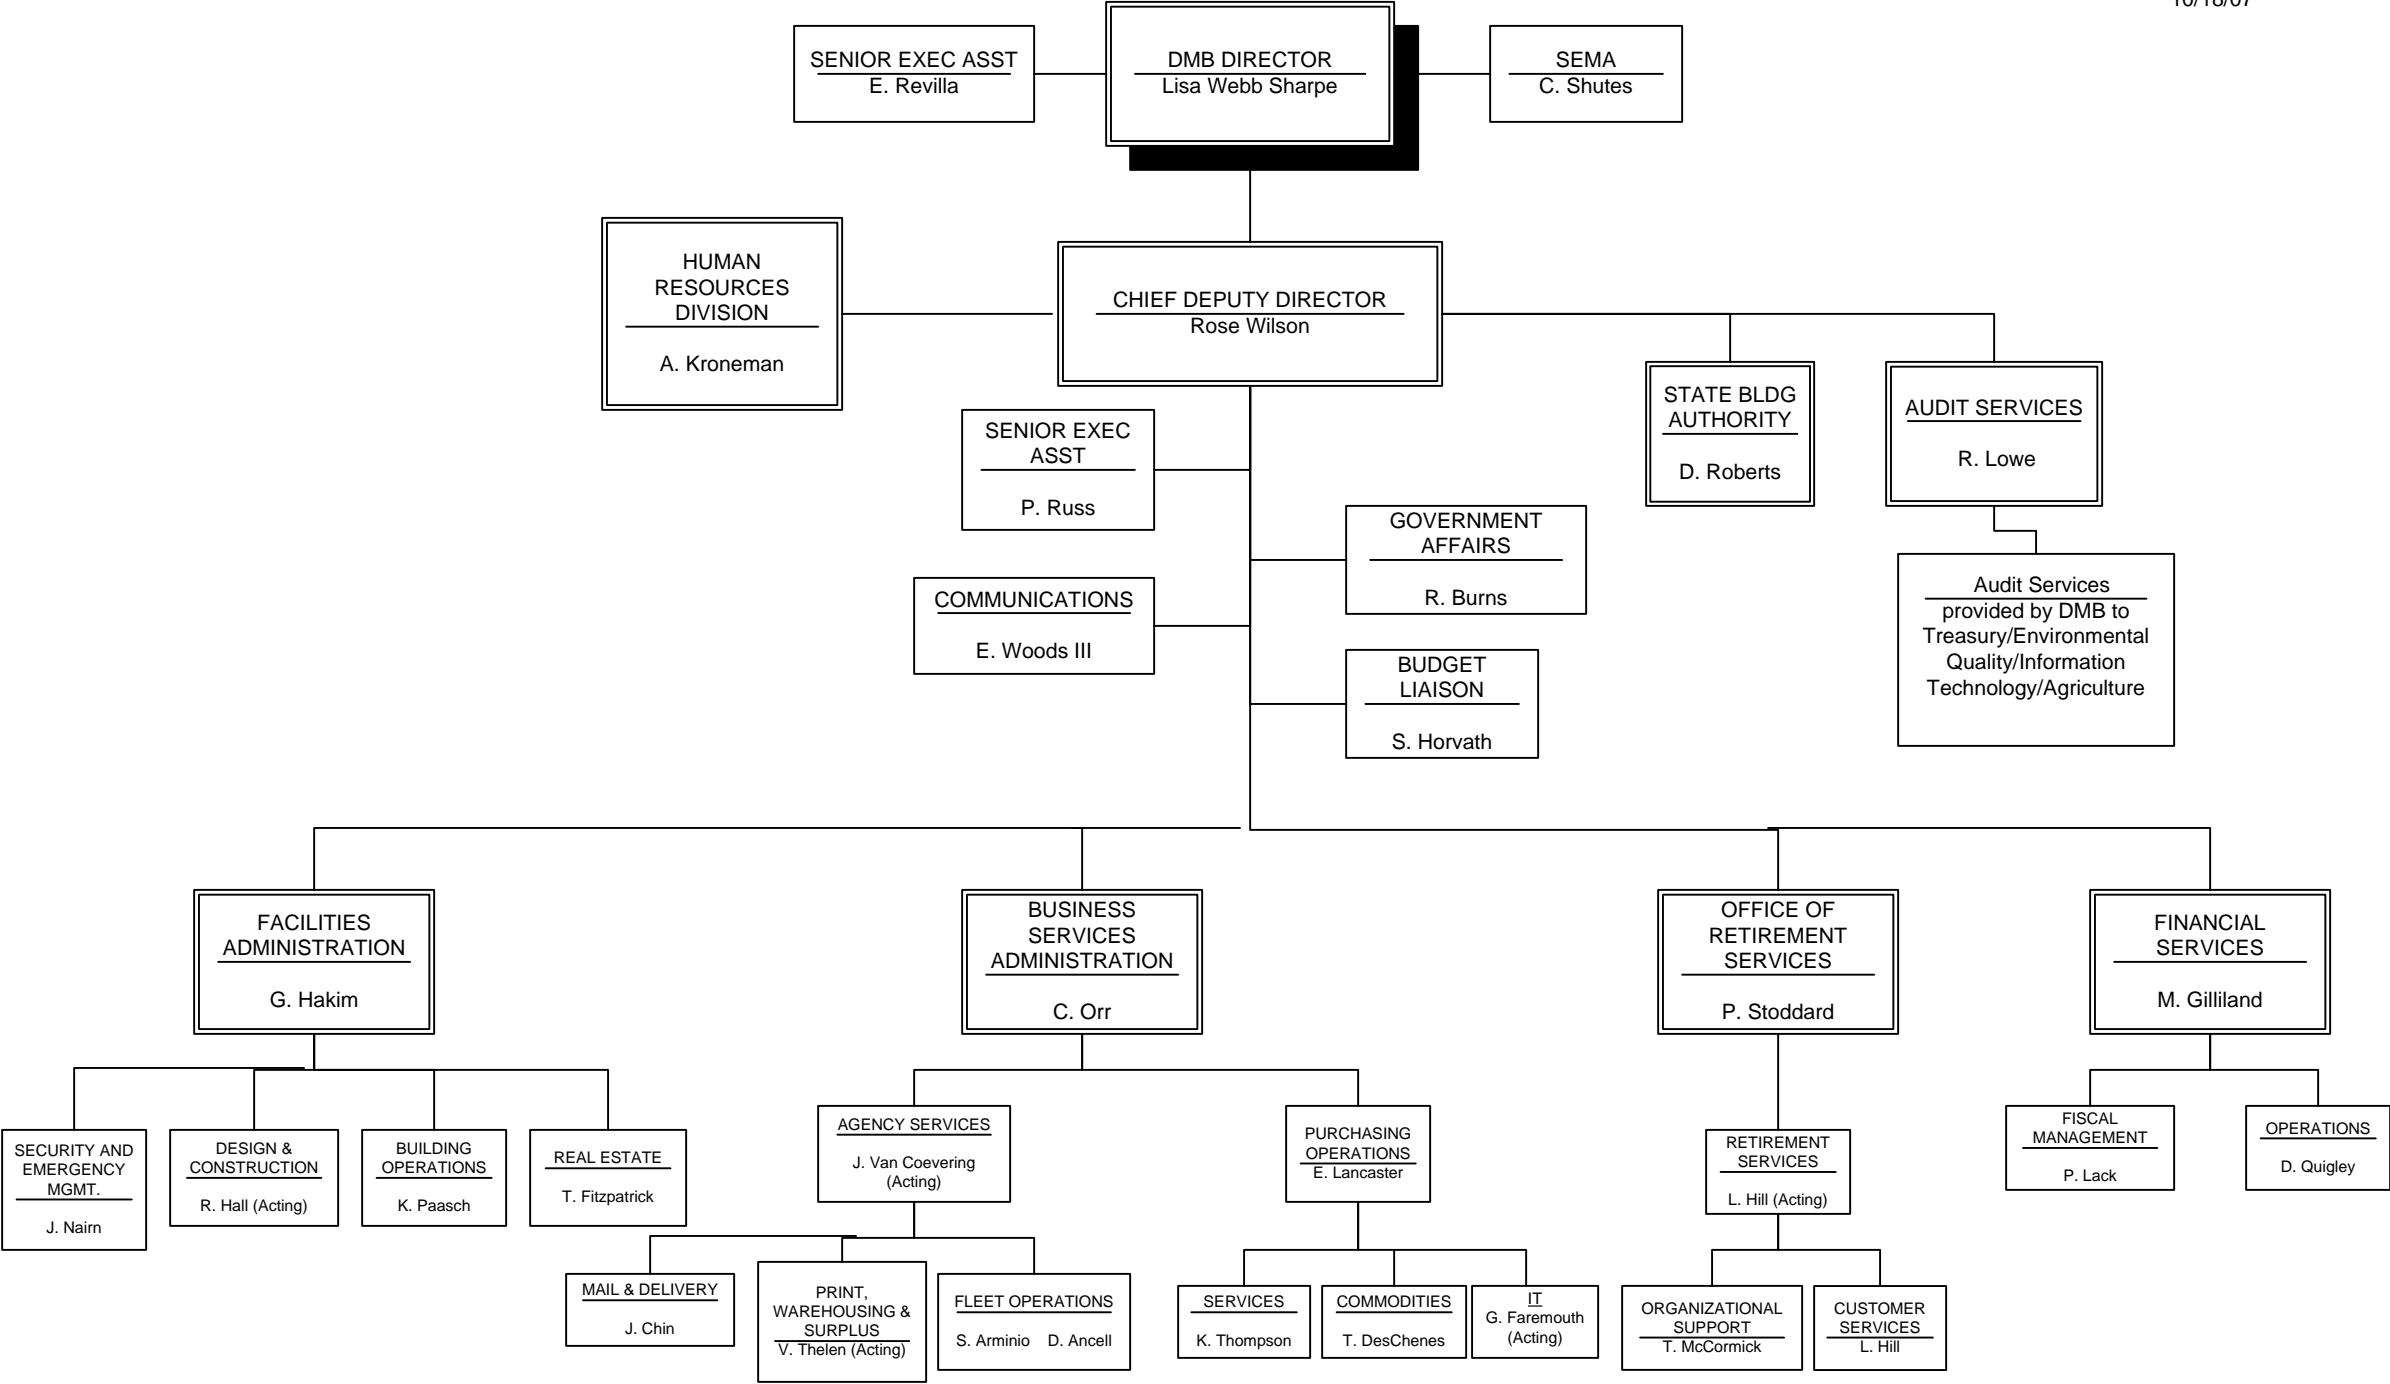 10/18/07
SENIOR EXEC ASST
E. Revilla
DMB DIRECTOR
Lisa Webb Sharpe
SEMA
C. Shutes
HUMAN
RESOURCES
DIVISION
A. Kroneman
CHIEF DEPUTY DIRECTOR
Rose Wilson
STATE BLDG
AUTHORITY
D. Roberts
AUDIT SERVICES
R. Lowe
SENIOR EXEC
ASST
P. Russ
GOVERNMENT
AFFAIRS
R. Burns
COMMUNICATIONS
E. Woods III
Audit Services
provided by DMB to
Treasury/Environmental
Quality/Information
Technology/Agriculture
BUDGET
LIAISON
S. Horvath
FACILITIES
ADMINISTRATION
G. Hakim
BUSINESS
SERVICES
ADMINISTRATION
C. Orr
OFFICE OF
RETIREMENT
SERVICES
P. Stoddard
FINANCIAL
SERVICES
M. Gilliland
SECURITY AND
EMERGENCY
MGMT.
J. Nairn
DESIGN &
CONSTRUCTION
R. Hall (Acting)
BUILDING
OPERATIONS
K. Paasch
REAL ESTATE
T. Fitzpatrick
AGENCY SERVICES
J. Van Coevering
(Acting)
PURCHASING
OPERATIONS
E. Lancaster
RETIREMENT
SERVICES
L. Hill (Acting)
FISCAL
MANAGEMENT
P. Lack
OPERATIONS
D. Quigley
MAIL & DELIVERY
J. Chin
PRINT,
WAREHOUSING &
SURPLUS
V. Thelen (Acting)
FLEET OPERATIONS
S. Arminio D. Ancell
SERVICES
K. Thompson
COMMODITIES
T. DesChenes
IT
G. Faremouth
(Acting)
ORGANIZATIONAL
SUPPORT
T. McCormick
CUSTOMER
SERVICES
L. Hill